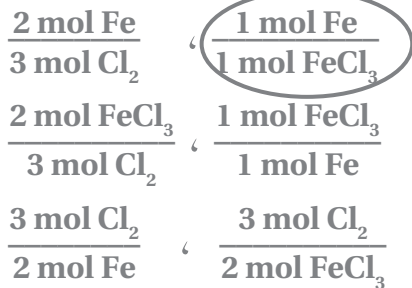 2 mol Fe / 3 mol Cl₂ ، 1 mol Fe / 1 mol FeCl₃
2 mol FeCl₃ / 3 mol Cl₂ ، 1 mol FeCl₃ / 1 mol Fe
3 mol Cl₂ / 2 mol Fe ، 3 mol Cl₂ / 2 mol FeCl₃